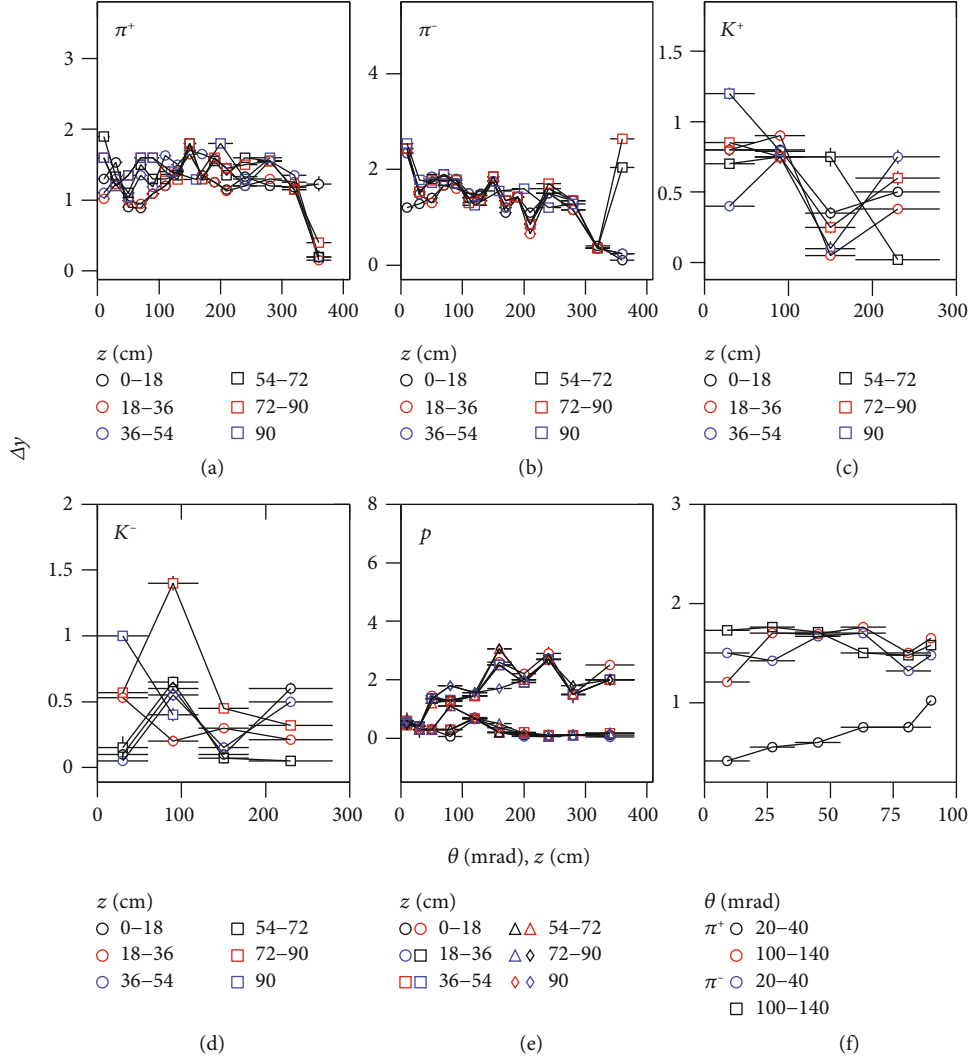 π+
3
2
1
0
0 100 200 300 400
z (cm)
0–18 54–72
18–36 72–90
36–54 90
(a)
π–
4
2
0
0 100 200 300 400
z (cm)
0–18 54–72
18–36 72–90
36–54 90
(b)
K+
1.5
1
0.5
0
0 100 200 300
z (cm)
0–18 54–72
18–36 72–90
36–54 90
(c)
Δy
K–
2
1.5
1
0.5
0
0 100 200 300
p
8
6
4
2
0
0 100 200 300 400
3
2
1
0 25 50 75 100
θ (mrad), z (cm)
z (cm)
0–18 54–72
18–36 72–90
36–54 90
(d)
z (cm)
0–18 54–72
18–36 72–90
36–54 90
(e)
θ (mrad)
π+ 20–40
100–140
π– 20–40
100–140
(f)